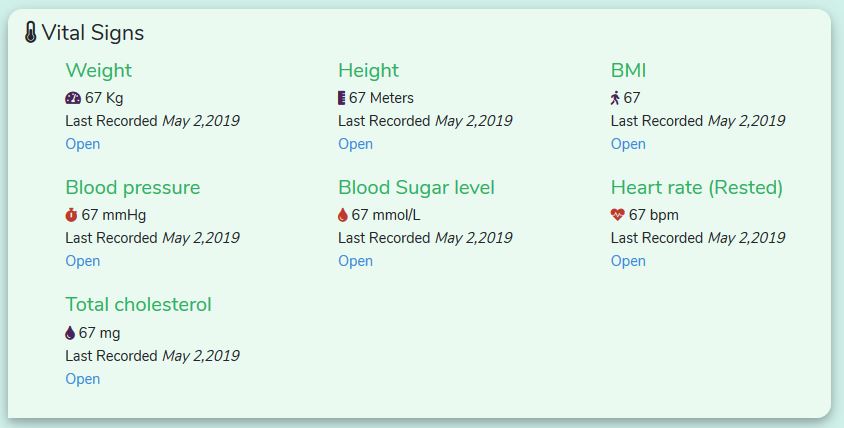 Vital Signs
Weight
67 Kg
Last Recorded May 2,2019
Open
Height
67 Meters
Last Recorded May 2,2019
Open
BMI
67
Last Recorded May 2,2019
Open
Blood pressure
67 mmHg
Last Recorded May 2,2019
Open
Blood Sugar level
67 mmol/L
Last Recorded May 2,2019
Open
Heart rate (Rested)
67 bpm
Last Recorded May 2,2019
Open
Total cholesterol
67 mg
Last Recorded May 2,2019
Open